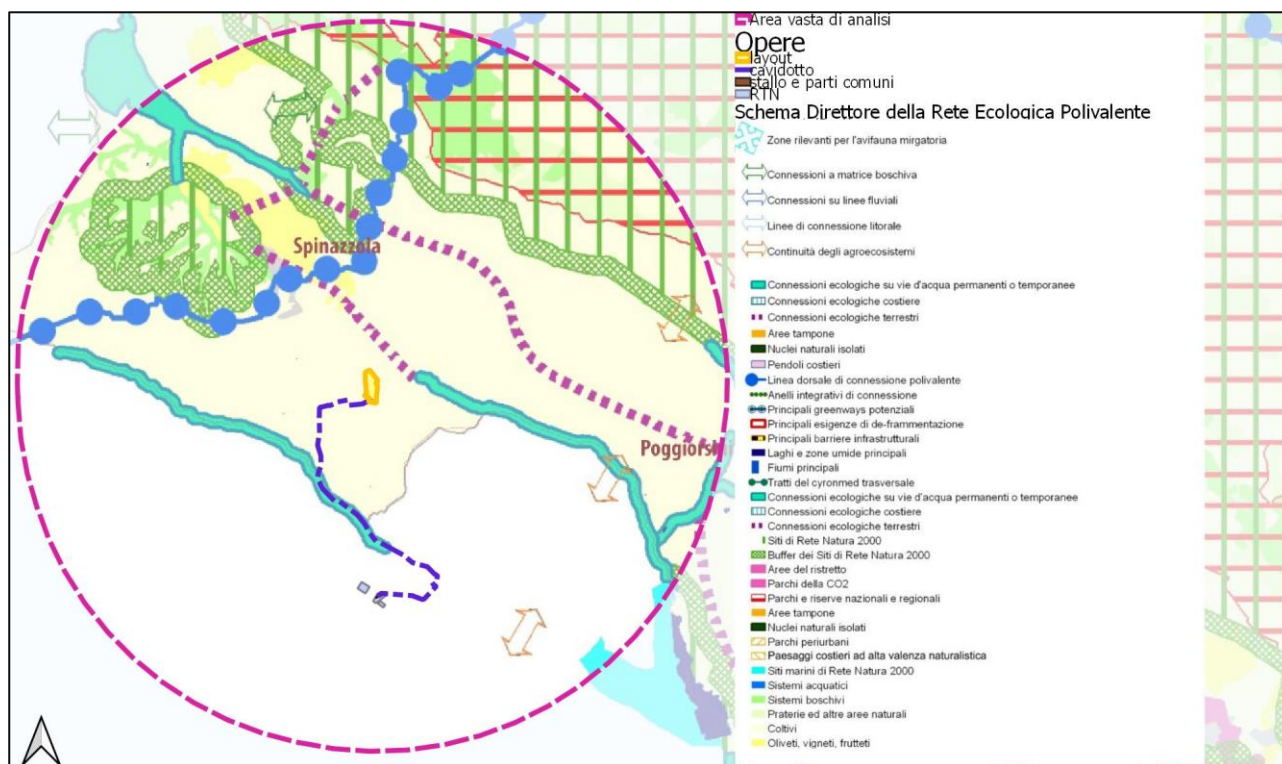 Spinazzola
Poggiorsi
Area vasta di analisi
Opere
layout
cavidotto
stallo e parti comuni
RTN
Schema Direttore della Rete Ecologica Polivalente
Zone rilevanti per l'avifauna mirgatoria
Connessioni a matrice boschiva
Connessioni su linee fluviali
Linee di connessione litorale
Continuità degli agroecosistemi
Connessioni ecologiche su vie d'acqua permanenti o temporanee
Connessioni ecologiche costiere
Connessioni ecologiche terrestri
Aree tampone
Nuclei naturali isolati
Pendoli costieri
Linea dorsale di connessione polivalente
Anelli integrativi di connessione
Principali greenways potenziali
Principali esigenze di de-frammentazione
Principali barriere infrastrutturali
Laghi e zone umide principali
Fiumi principali
Tratti del cyronmed trasversale
Connessioni ecologiche su vie d'acqua permanenti o temporanee
Connessioni ecologiche costiere
Connessioni ecologiche terrestri
Siti di Rete Natura 2000
Buffer dei Siti di Rete Natura 2000
Aree del ristretto
Parchi della CO2
Parchi e riserve nazionali e regionali
Aree tampone
Nuclei naturali isolati
Parchi periurbani
Paesaggi costieri ad alta valenza naturalistica
Siti marini di Rete Natura 2000
Sistemi acquatici
Sistemi boschivi
Praterie ed altre aree naturali
Coltivi
Oliveti, vigneti, frutteti